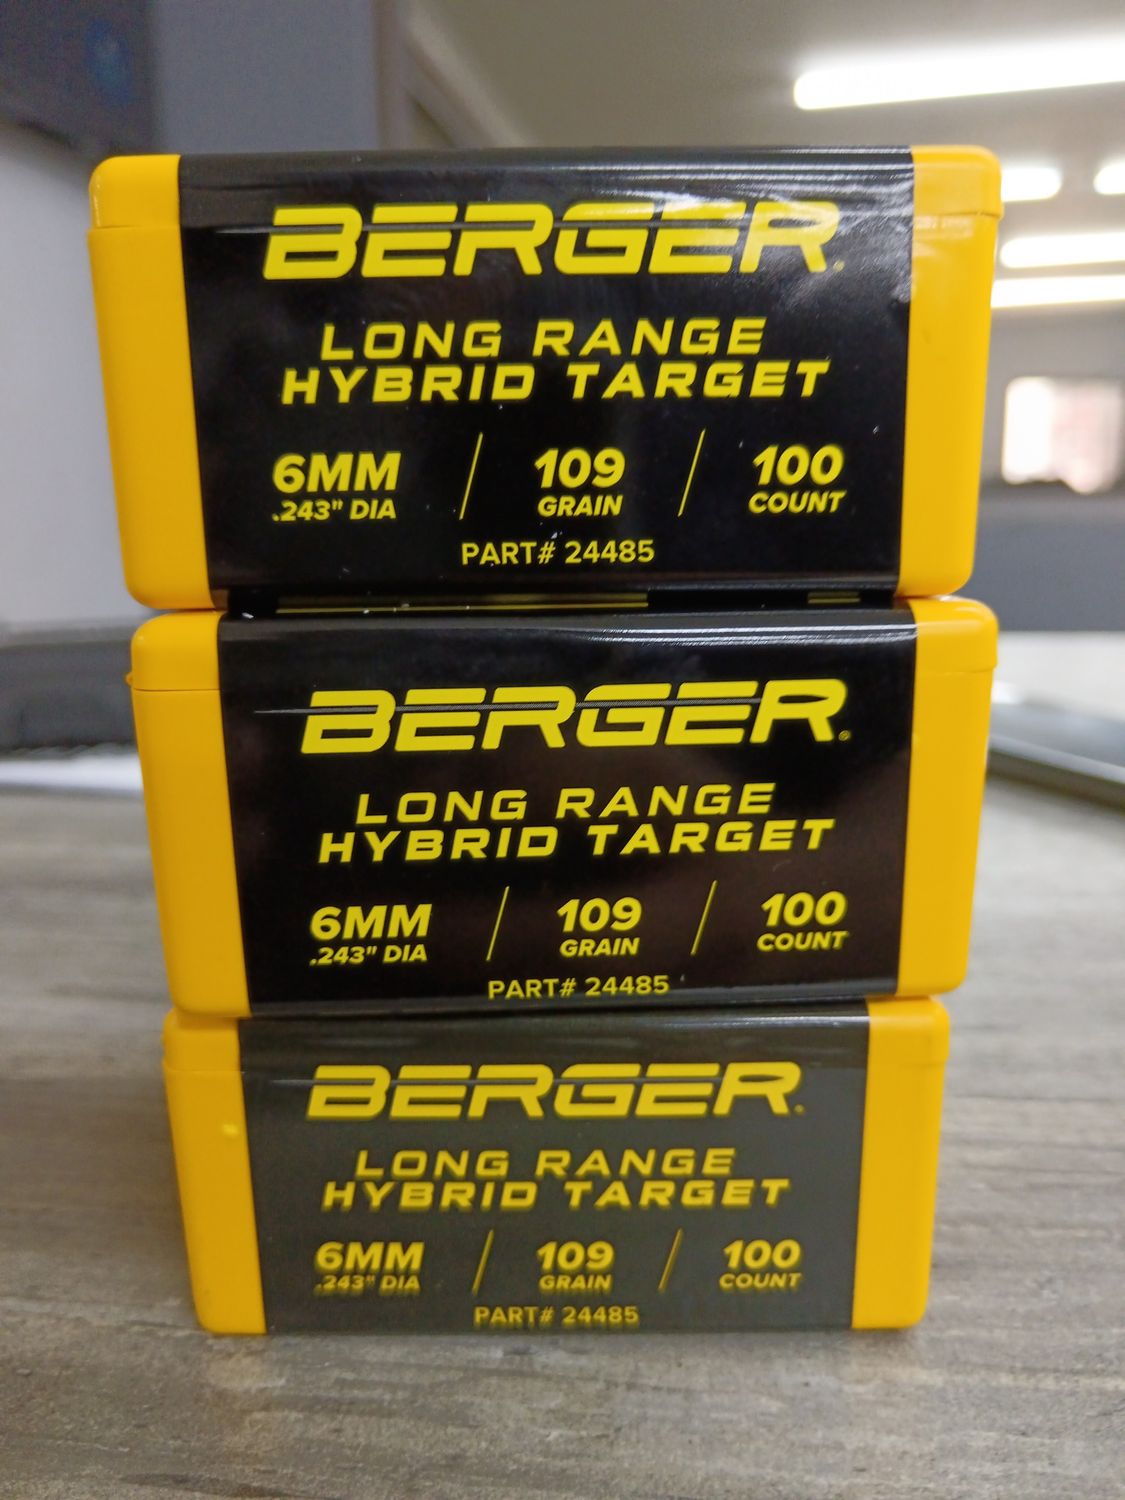 BERGER.
LONG RANGE
HYBRID TARGET
6MM / 109 / 100
.243" DIA GRAIN COUNT
PART# 24485
BERGER.
LONG RANGE
HYBRID TARGET
6MM / 109 / 100
.243" DIA GRAIN COUNT
PART# 24485
BERGER.
LONG RANGE
HYBRID TARGET
6MM / 109 / 100
.243" DIA GRAIN COUNT
PART# 24485